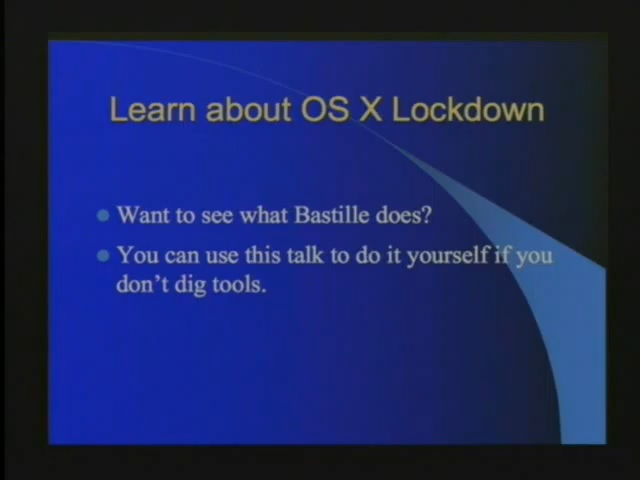 Learn about OS X Lockdown
Want to see what Bastille does?
You can use this talk to do it yourself if you
don't dig tools.